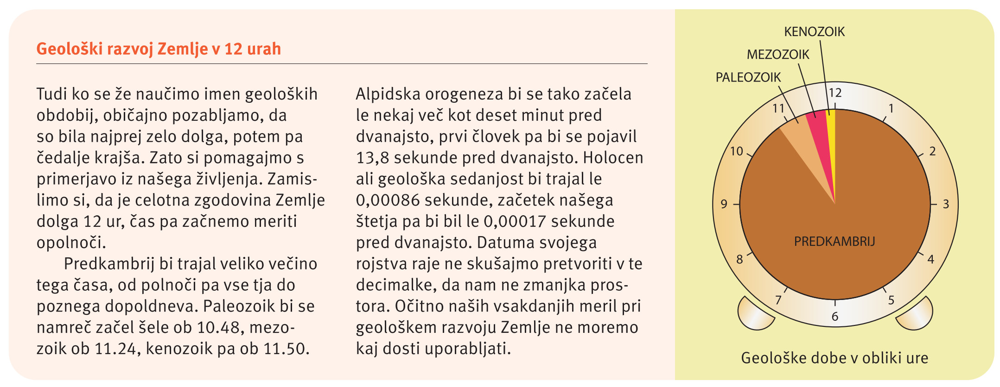 Geološki razvoj Zemlje v 12 urah
Tudi ko se že naučimo imen geoloških
obdobij, običajno pozabljamo, da
so bila najprej zelo dolga, potem pa
čedalje krajša. Zato si pomagajmo s
primerjavo iz našega življenja. Zamis-
limo si, da je celotna zgodovina Zemlje
dolga 12 ur, čas pa začnemo meriti
opolnoči.
Predkambrij bi trajal veliko večino
tega časa, od polnoči pa vse tja do
poznega dopoldneva. Paleozoik bi se
namreč začel šele ob 10.48, mezo-
zoik ob 11.24, kenozoik pa ob 11.50.
Alpidska orogeneza bi se tako začela
le nekaj več kot deset minut pred
dvanajsto, prvi človek pa bi se pojavil
13,8 sekunde pred dvanajsto. Holocen
ali geološka sedanjost bi trajal le
0,00086 sekunde, začetek našega
štetja pa bi bil le 0,00017 sekunde
pred dvanajsto. Datuma svojega
rojstva raje ne skušajmo pretvoriti v te
decimalke, da nam ne zmanjka pros-
tora. Očitno naših vsakdanjih meril pri
geološkem razvoju Zemlje ne moremo
kaj dosti uporabljati.
KENOZOIK
MEZOZOIK
PALEOZOIK
12
1
2
3
4
5
6
7
8
9
10
11
PREDKAMBRIJ
Geološke dobe v obliki ure